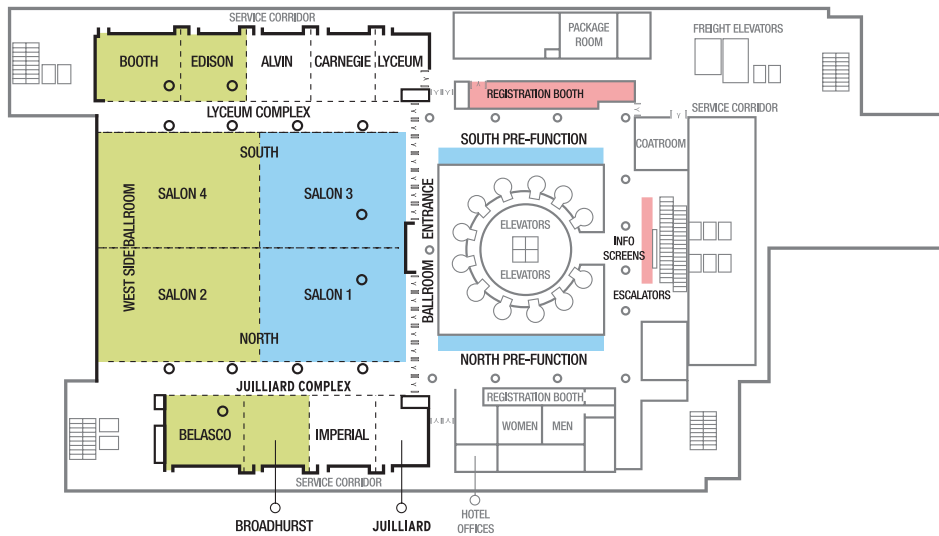 SERVICE CORRIDOR
PACKAGE
ROOM
FREIGHT ELEVATORS
BOOTH
EDISON
ALVIN
CARNEGIE
LYCEUM
REGISTRATION BOOTH
SERVICE CORRIDOR
LYCEUM COMPLEX
SOUTH PRE-FUNCTION
COATROOM
SOUTH
SALON 4
SALON 3
WEST SIDE BALLROOM
BALLROOM ENTRANCE
ELEVATORS
ELEVATORS
INFO
SCREENS
ESCALATORS
SALON 2
SALON 1
NORTH
NORTH PRE-FUNCTION
JUILLIARD COMPLEX
REGISTRATION BOOTH
BELASCO
IMPERIAL
WOMEN
MEN
SERVICE CORRIDOR
BROADHURST
JUILLIARD
HOTEL
OFFICES